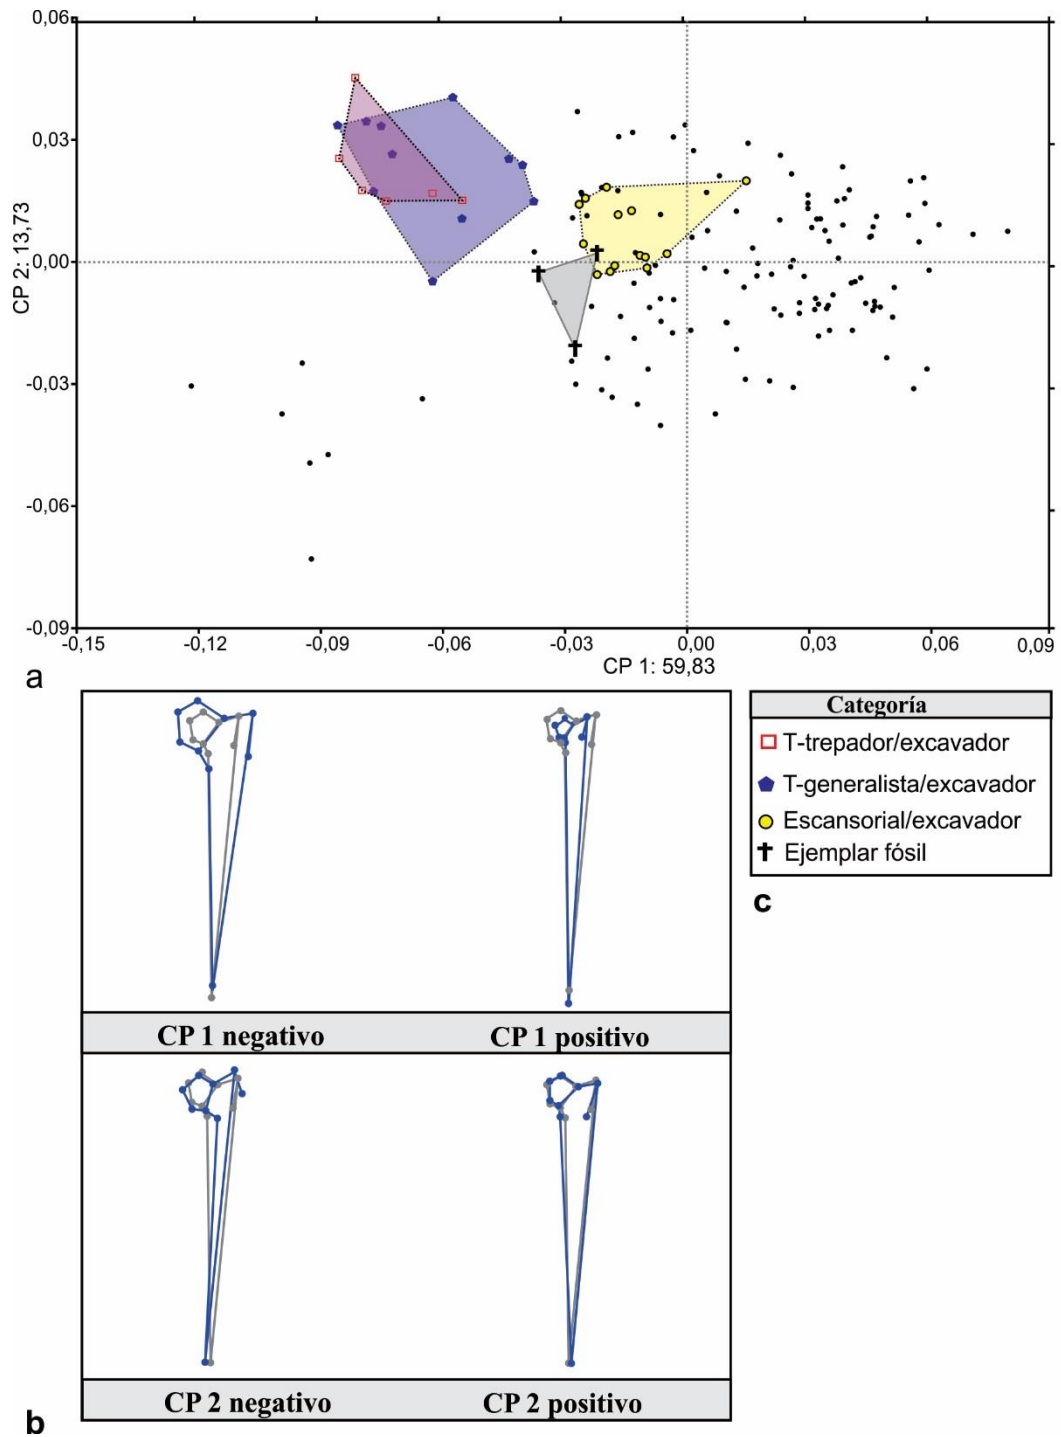 0,06
0,03
0,00
-0,03
-0,06
-0,09
CP 2: 13,73
-0.15 -0,12 -0,09 -0,06 -0.03 0,00 0,03 0,06 0,09
CP 1: 59,83
a
CP 1 negativo CP 1 positivo
CP 2 negativo CP 2 positivo
b
Categoría
T-trepador/excavador
T-generalista/excavador
Escansorial/excavador
Ejemplar fósil
c